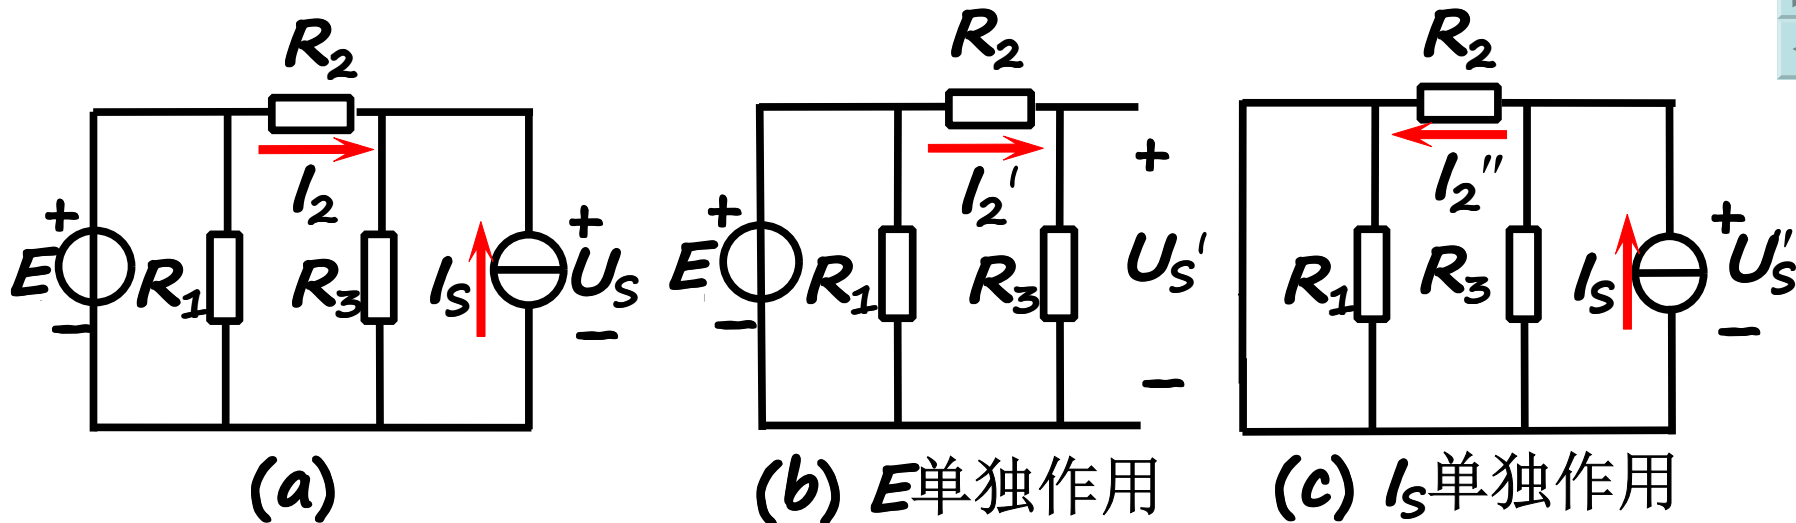 R₂
R₂
R₂
I₂
I₂′
I₂″
+
E
−
R₁
R₃
Iₛ
+
Uₛ
−
+
E
−
R₁
R₃
+
Uₛ′
−
R₁
R₃
Iₛ
+
Uₛ″
−
(a)
(b) E单独作用
(c) Iₛ单独作用